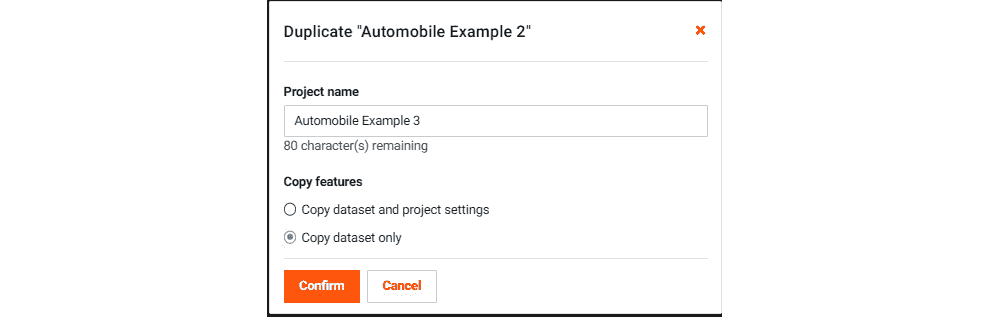 Duplicate "Automobile Example 2"
Project name
Automobile Example 3
80 character(s) remaining
Copy features
Copy dataset and project settings
Copy dataset only
Confirm Cancel